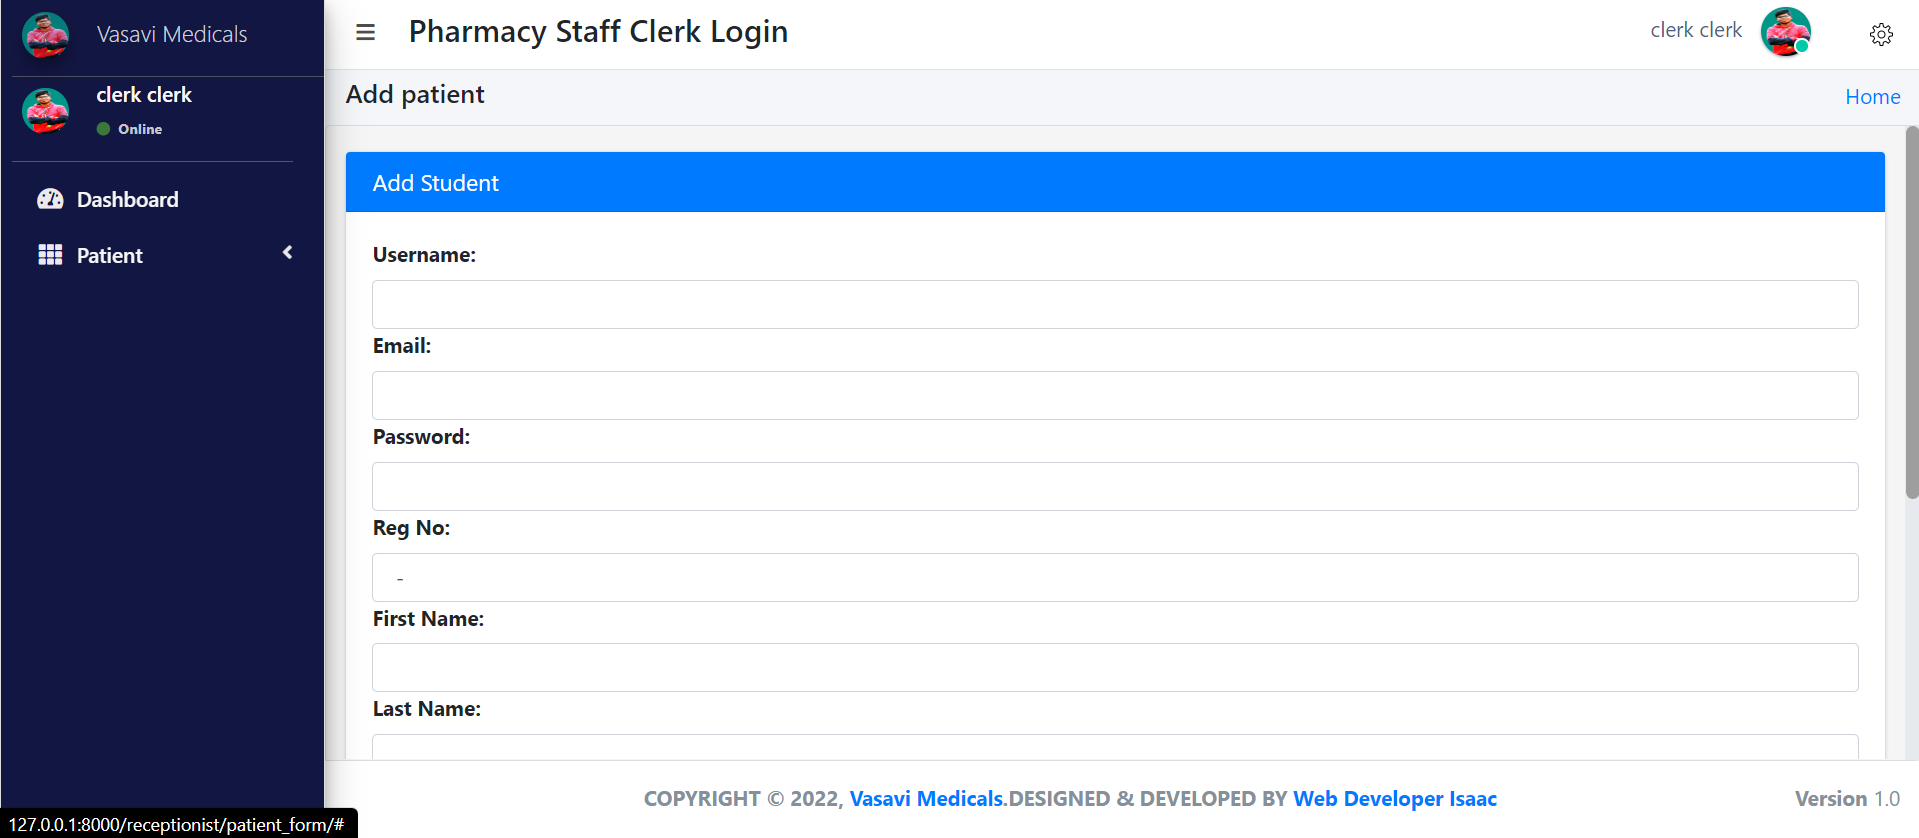 Vasavi Medicals
clerk clerk
Online
Dashboard
Patient
Pharmacy Staff Clerk Login
clerk clerk
Add patient
Home
Add Student
Username:
Email:
Password:
Reg No:
-
First Name:
Last Name:
COPYRIGHT © 2022, Vasavi Medicals.DESIGNED & DEVELOPED BY Web Developer Isaac
Version 1.0
127.0.0.1:8000/receptionist/patient_form/#